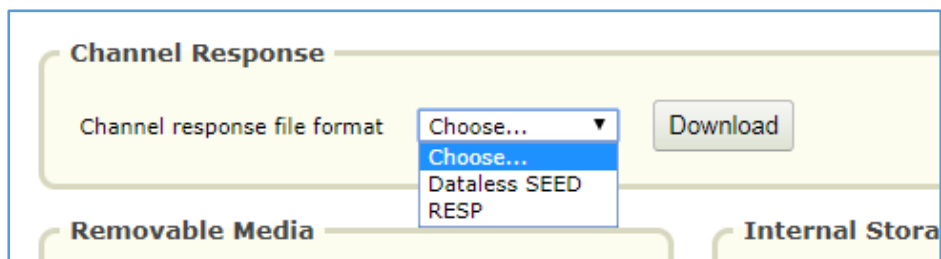 Channel Response
Channel response file format Choose... Download
Choose...
Dataless SEED
RESP
Removable Media Internal Stora